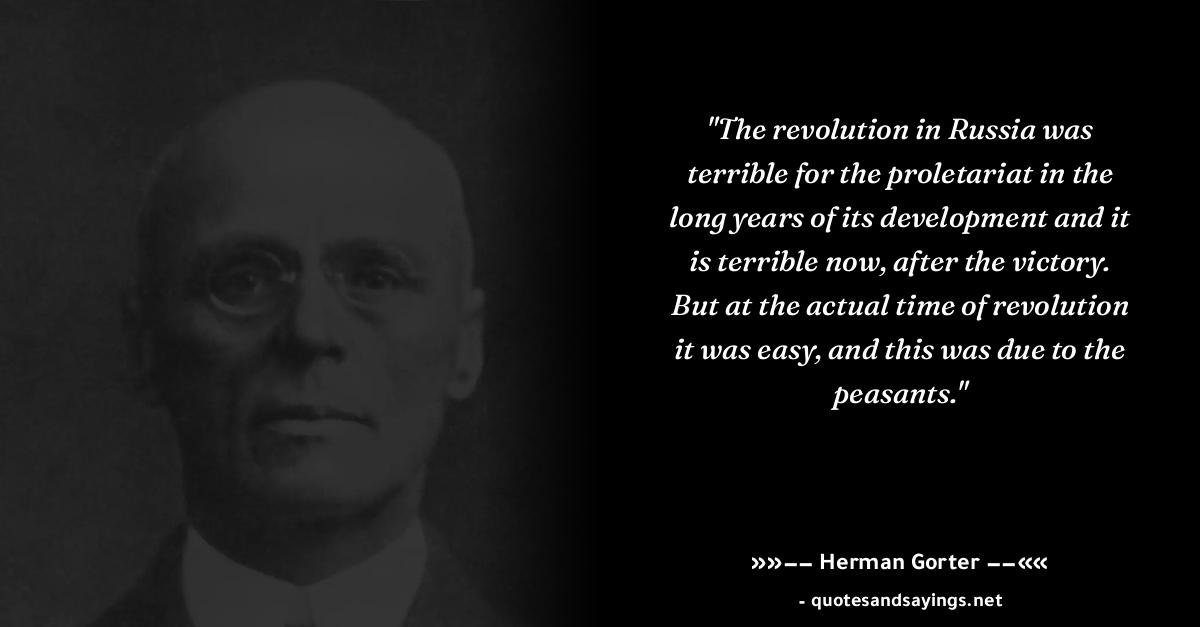 "The revolution in Russia was
terrible for the proletariat in the
long years of its development and it
is terrible now, after the victory.
But at the actual time of revolution
it was easy, and this was due to the
peasants."
»»–– Herman Gorter ––««
- quotesandsayings.net